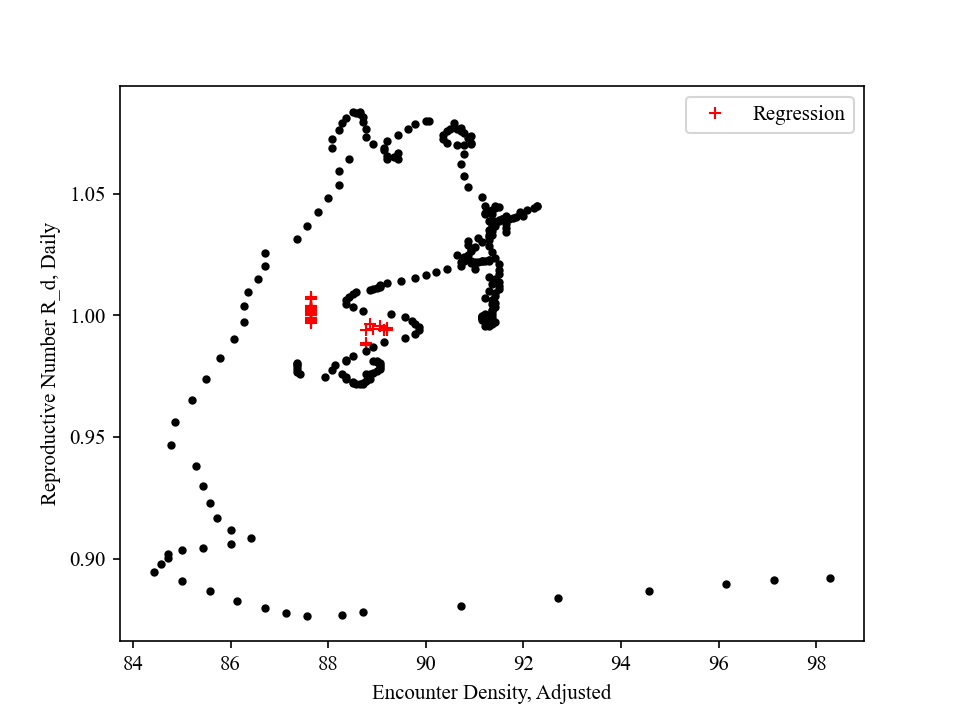 Regression
Reproductive Number R_d, Daily
1.05
1.00
0.95
0.90
84 86 88 90 92 94 96 98
Encounter Density, Adjusted